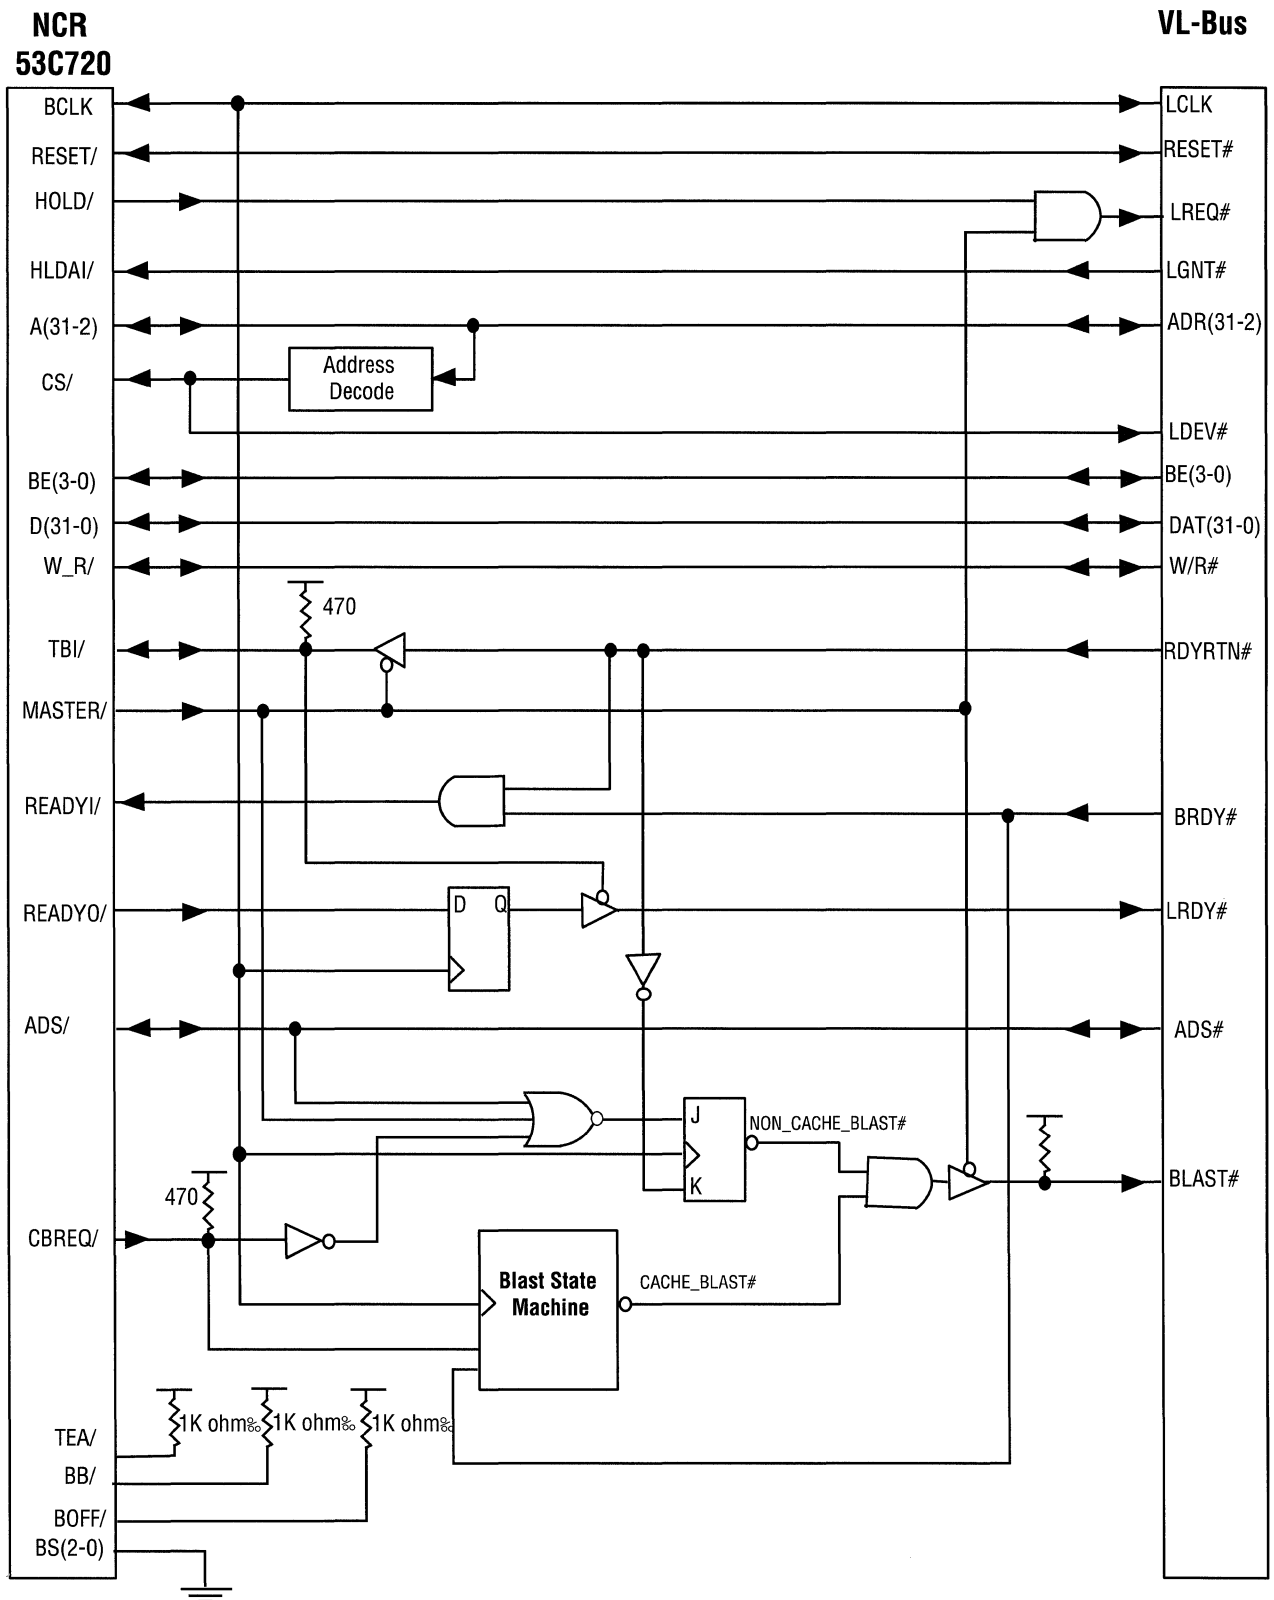 NCR
53C720
VL-Bus
BCLK
LCLK
RESET/
RESET#
HOLD/
LREQ#
HLDAI/
LGNT#
A(31-2)
ADR(31-2)
Address
Decode
CS/
LDEV#
BE(3-0)
BE(3-0)
D(31-0)
DAT(31-0)
W_R/
W/R#
470
TBI/
RDYRTN#
MASTER/
READYI/
BRDY#
READYO/
D Q
LRDY#
ADS/
ADS#
J
NON_CACHE_BLAST#
K
BLAST#
470
CBREQ/
Blast State
Machine
CACHE_BLAST#
1K ohm‰ 1K ohm‰ 1K ohm‰
TEA/
BB/
BOFF/
BS(2-0)